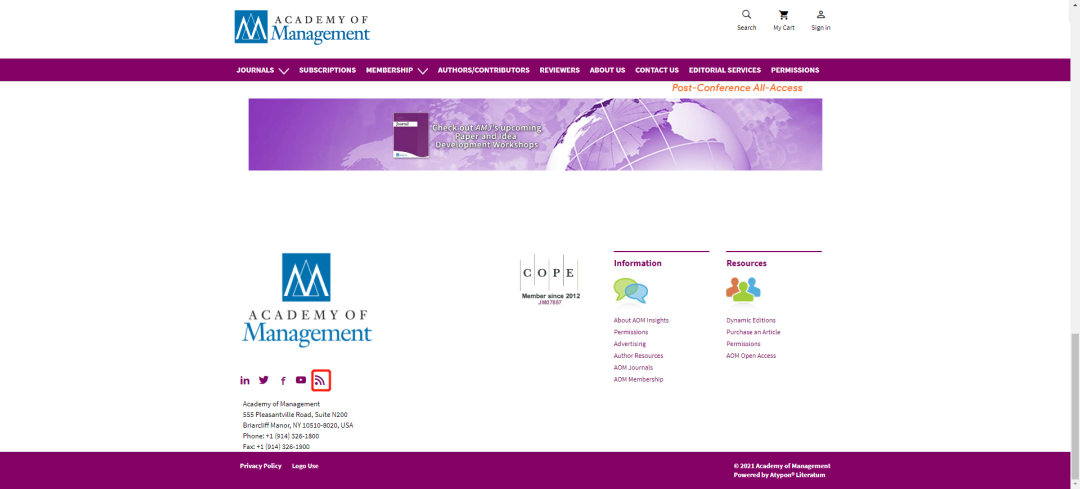 ACADEMY OF
Management
Search
My Cart
Sign in
JOURNALS
SUBSCRIPTIONS
MEMBERSHIP
AUTHORS/CONTRIBUTORS
REVIEWERS
ABOUT US
CONTACT US
EDITORIAL SERVICES
PERMISSIONS
Post-Conference All-Access
Journal
Check out AMJ's upcoming
Paper and Idea
Development Workshops
ACADEMY OF
Management
COPE
Member since 2012
JM07887
Information
About AOM Insights
Permissions
Advertising
Author Resources
AOM Journals
AOM Membership
Resources
Dynamic Editions
Purchase an Article
Permissions
AOM Open Access
Academy of Management
555 Pleasantville Road, Suite N200
Briarcliff Manor, NY 10510-8020, USA
Phone: +1 (914) 326-1800
Fax: +1 (914) 326-1900
Privacy Policy
Logo Use
© 2021 Academy of Management
Powered by Atypon® Literatum